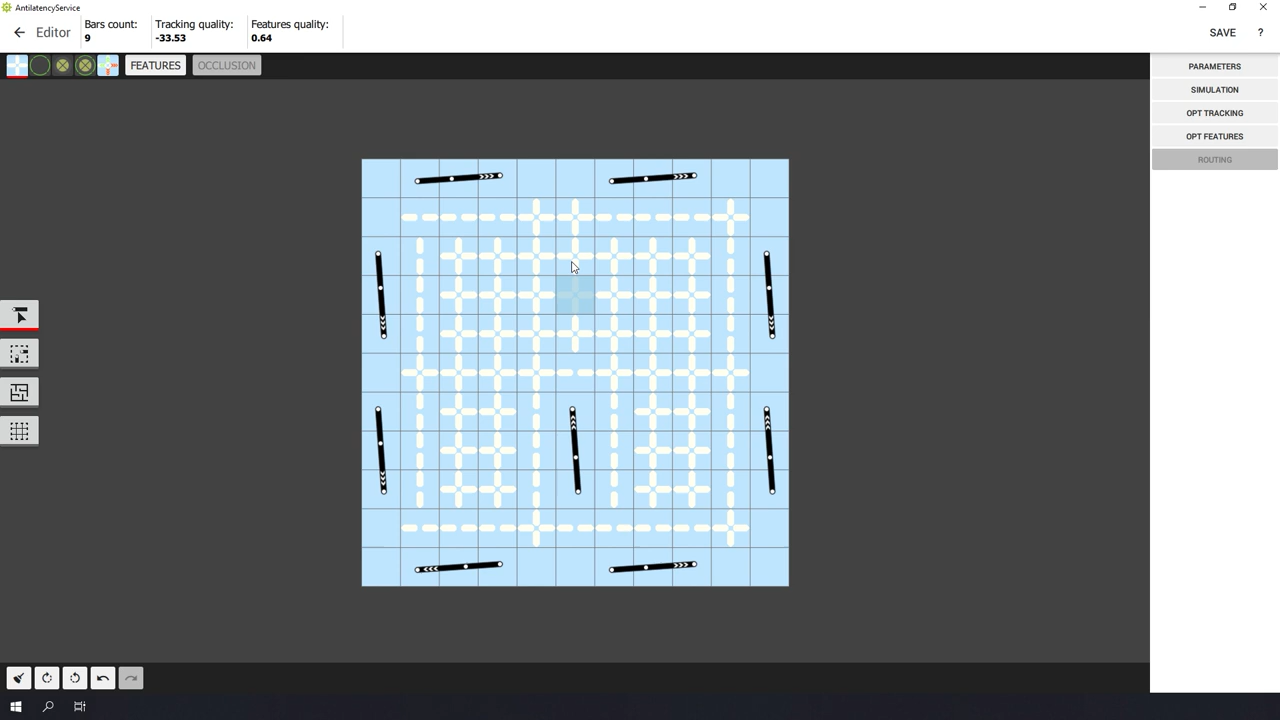 AntilatencyService
Editor
Bars count:
9
Tracking quality:
-33.53
Features quality:
0.64
SAVE
?
FEATURES
OCCLUSION
PARAMETERS
SIMULATION
OPT TRACKING
OPT FEATURES
ROUTING